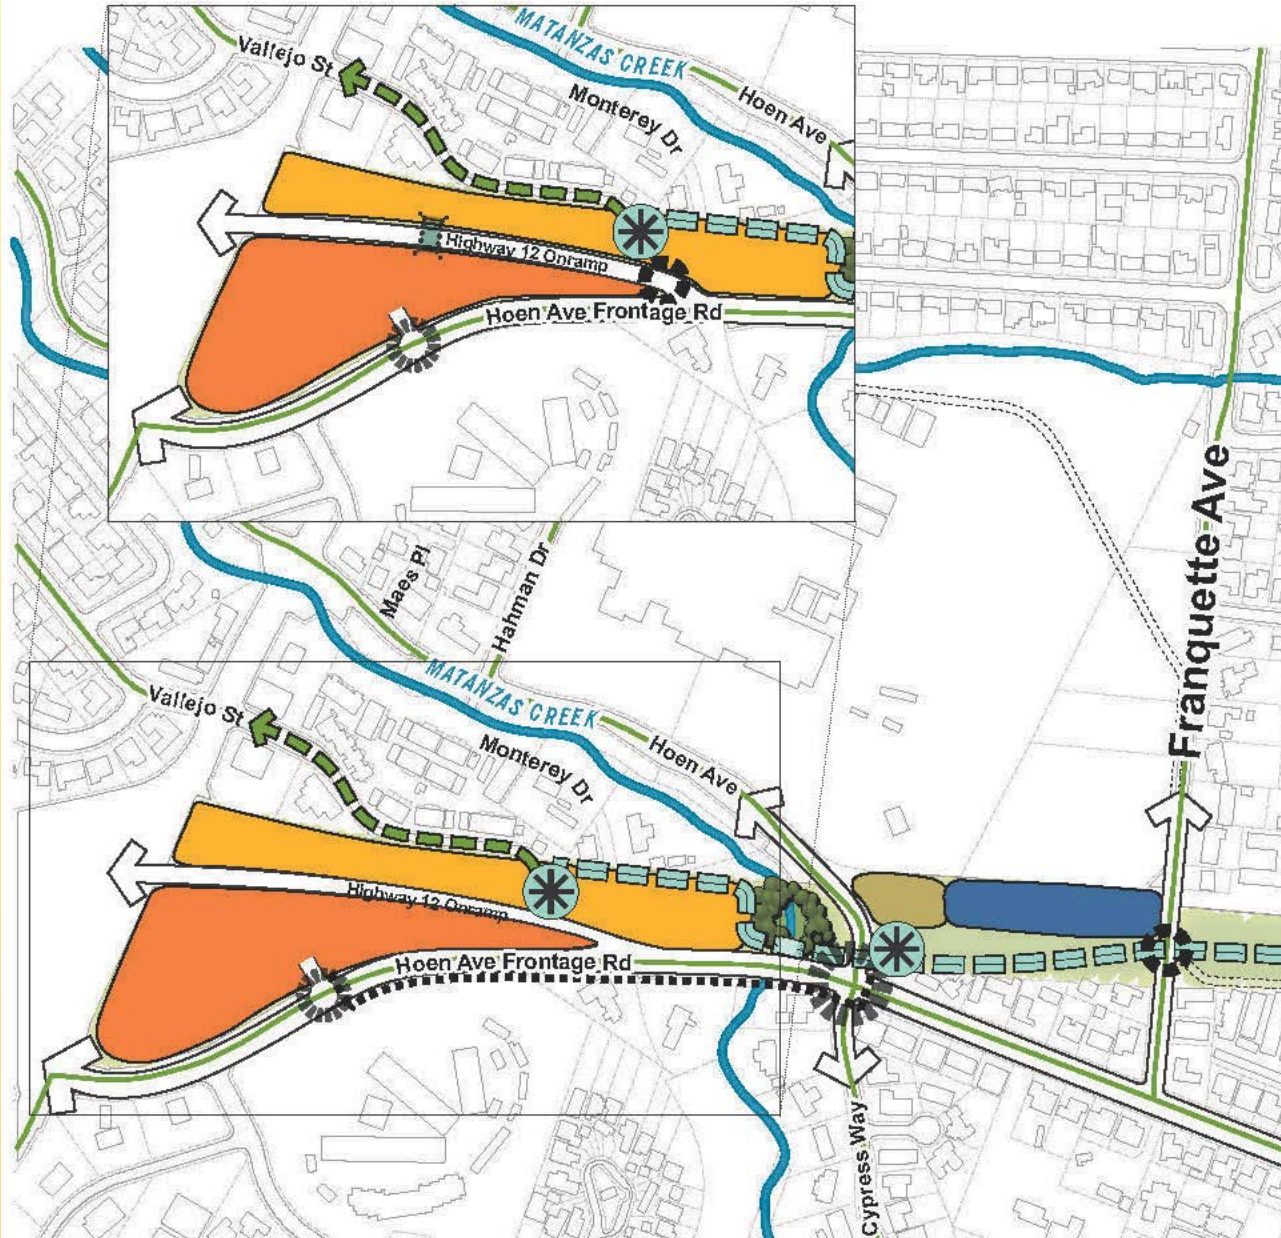 MATANZAS CREEK
Vallejo St
Hoen Ave
Monterey Dr
Highway 12 Onramp
Hoen Ave Frontage Rd
Franquette Ave
Maes Pl
Hahman Dr
MATANZAS CREEK
Vallejo St
Hoen Ave
Monterey Dr
Highway 12 Onramp
Hoen Ave Frontage Rd
Cypress Way